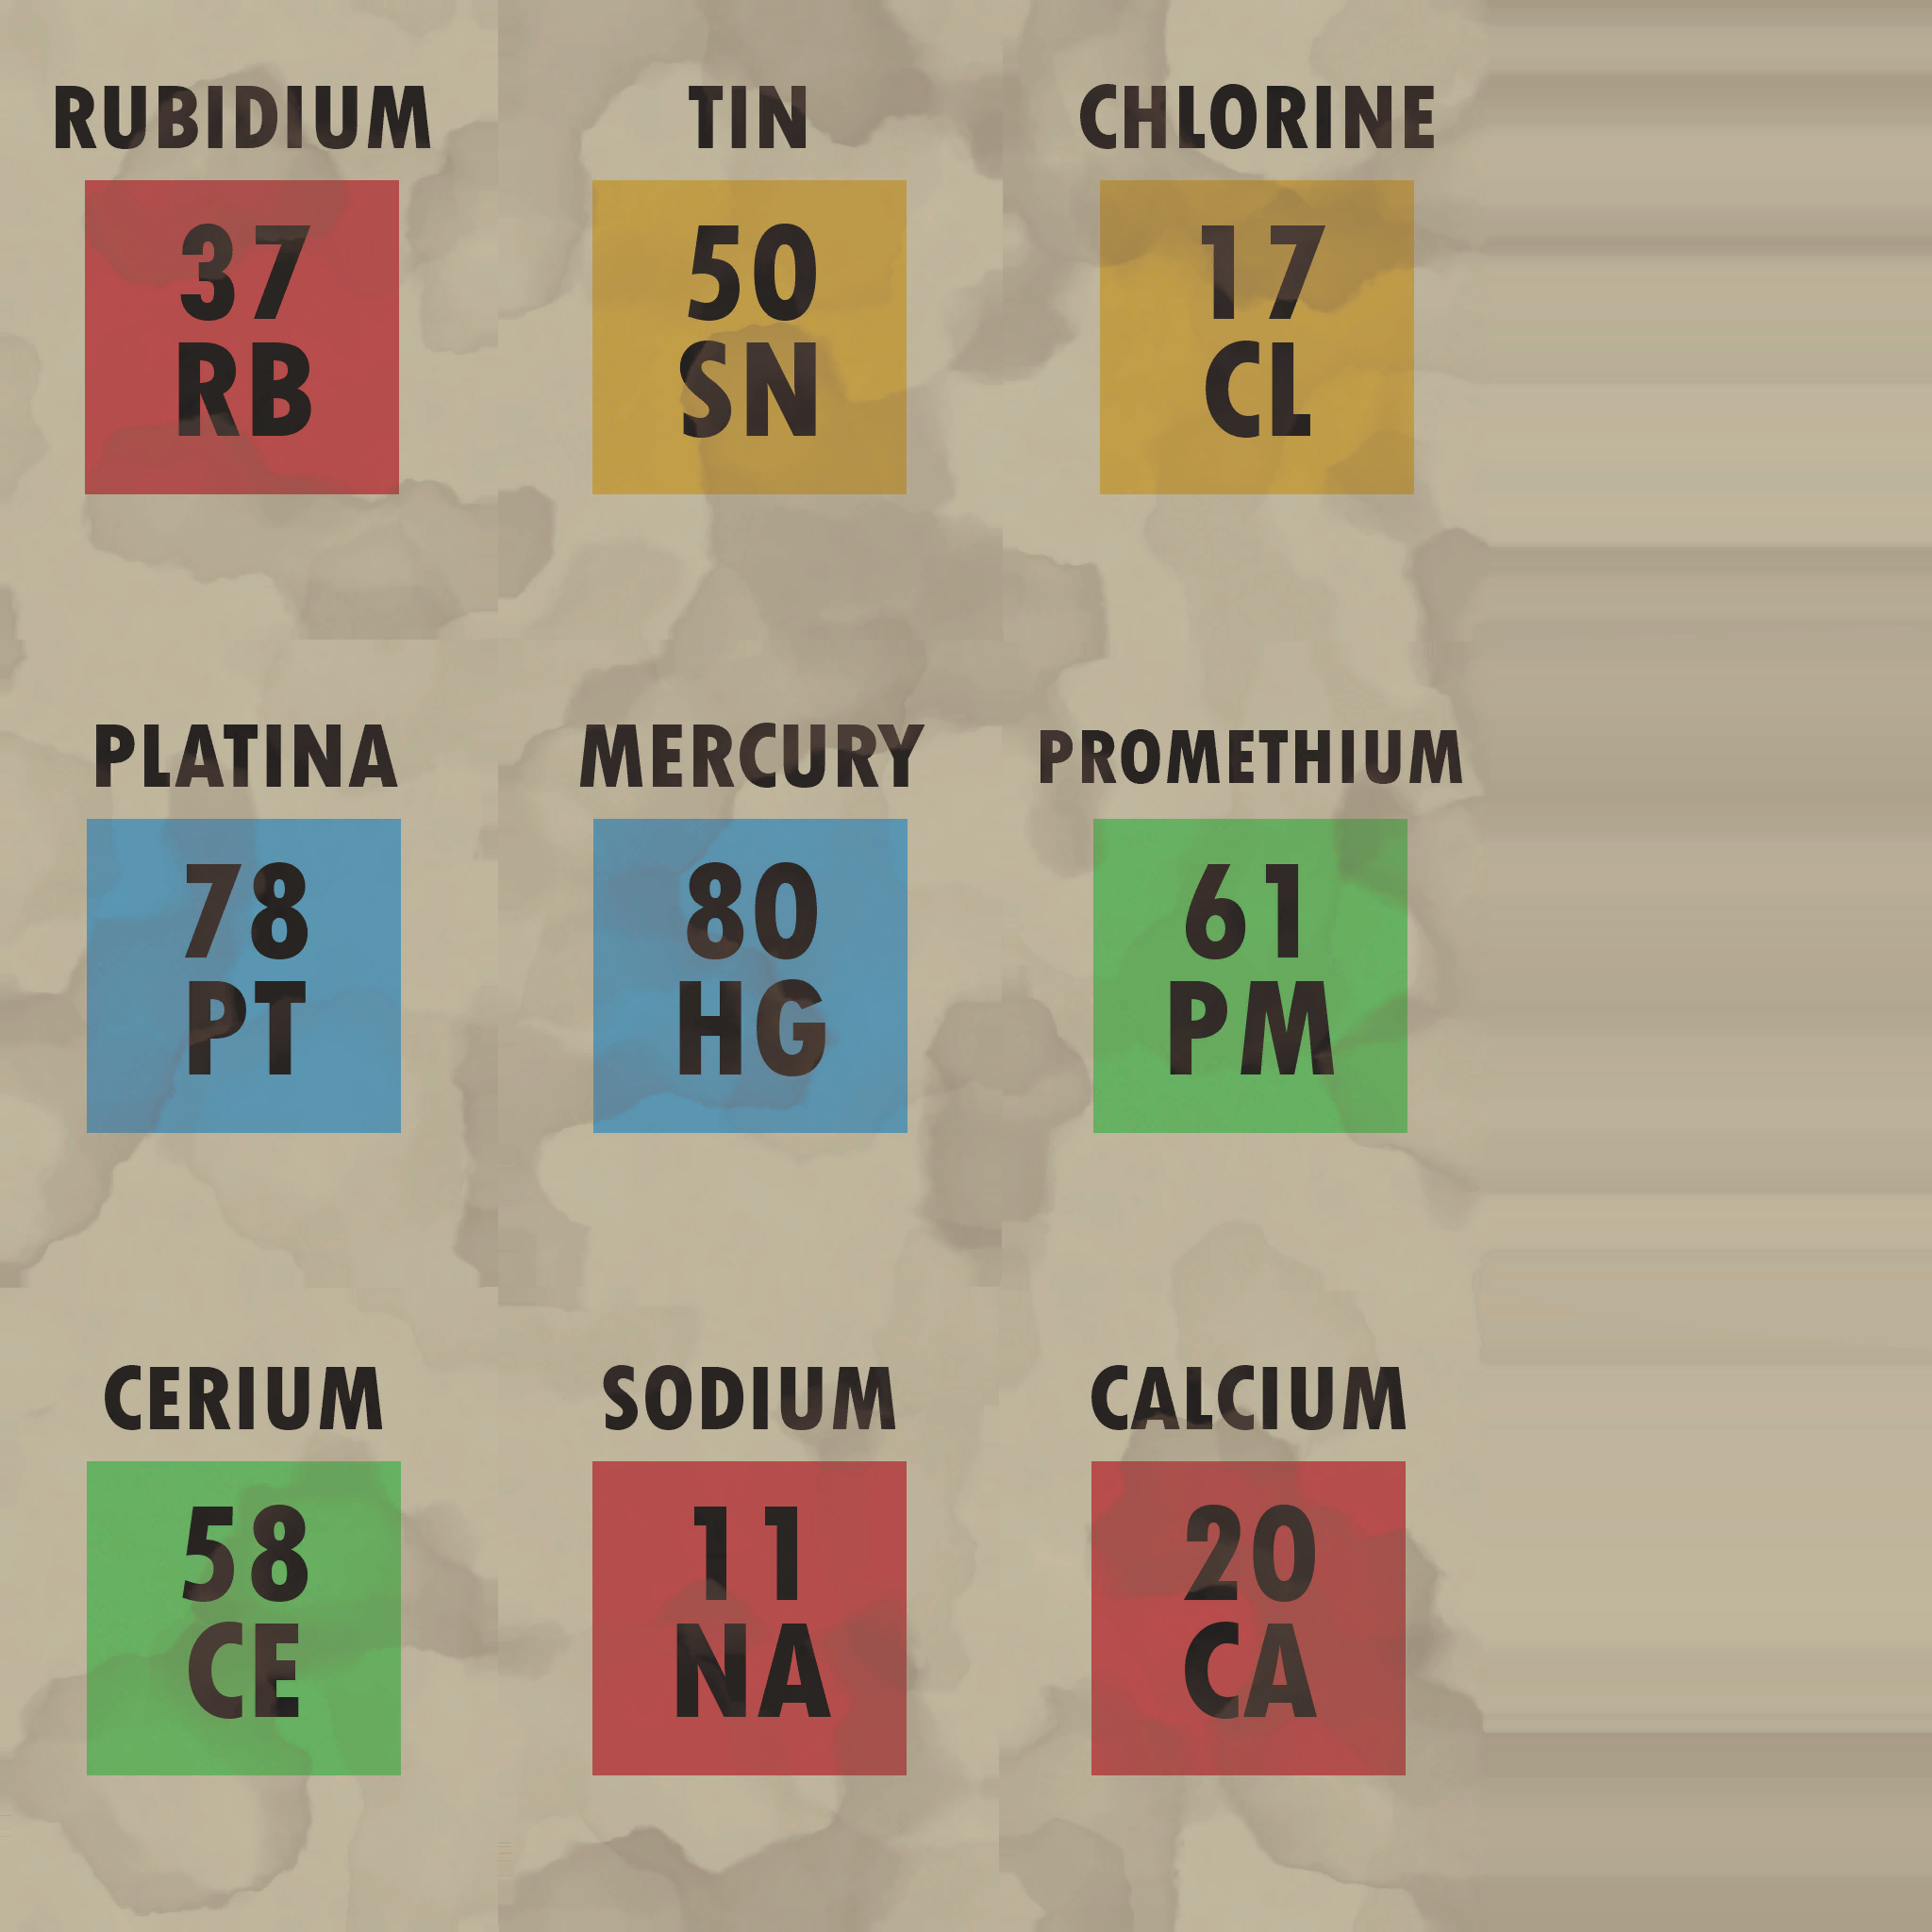 RUBIDIUM
37
RB
TIN
50
SN
CHLORINE
17
CL
PLATINA
78
PT
MERCURY
80
HG
PROMETHIUM
61
PM
CERIUM
58
CE
SODIUM
11
NA
CALCIUM
20
CA